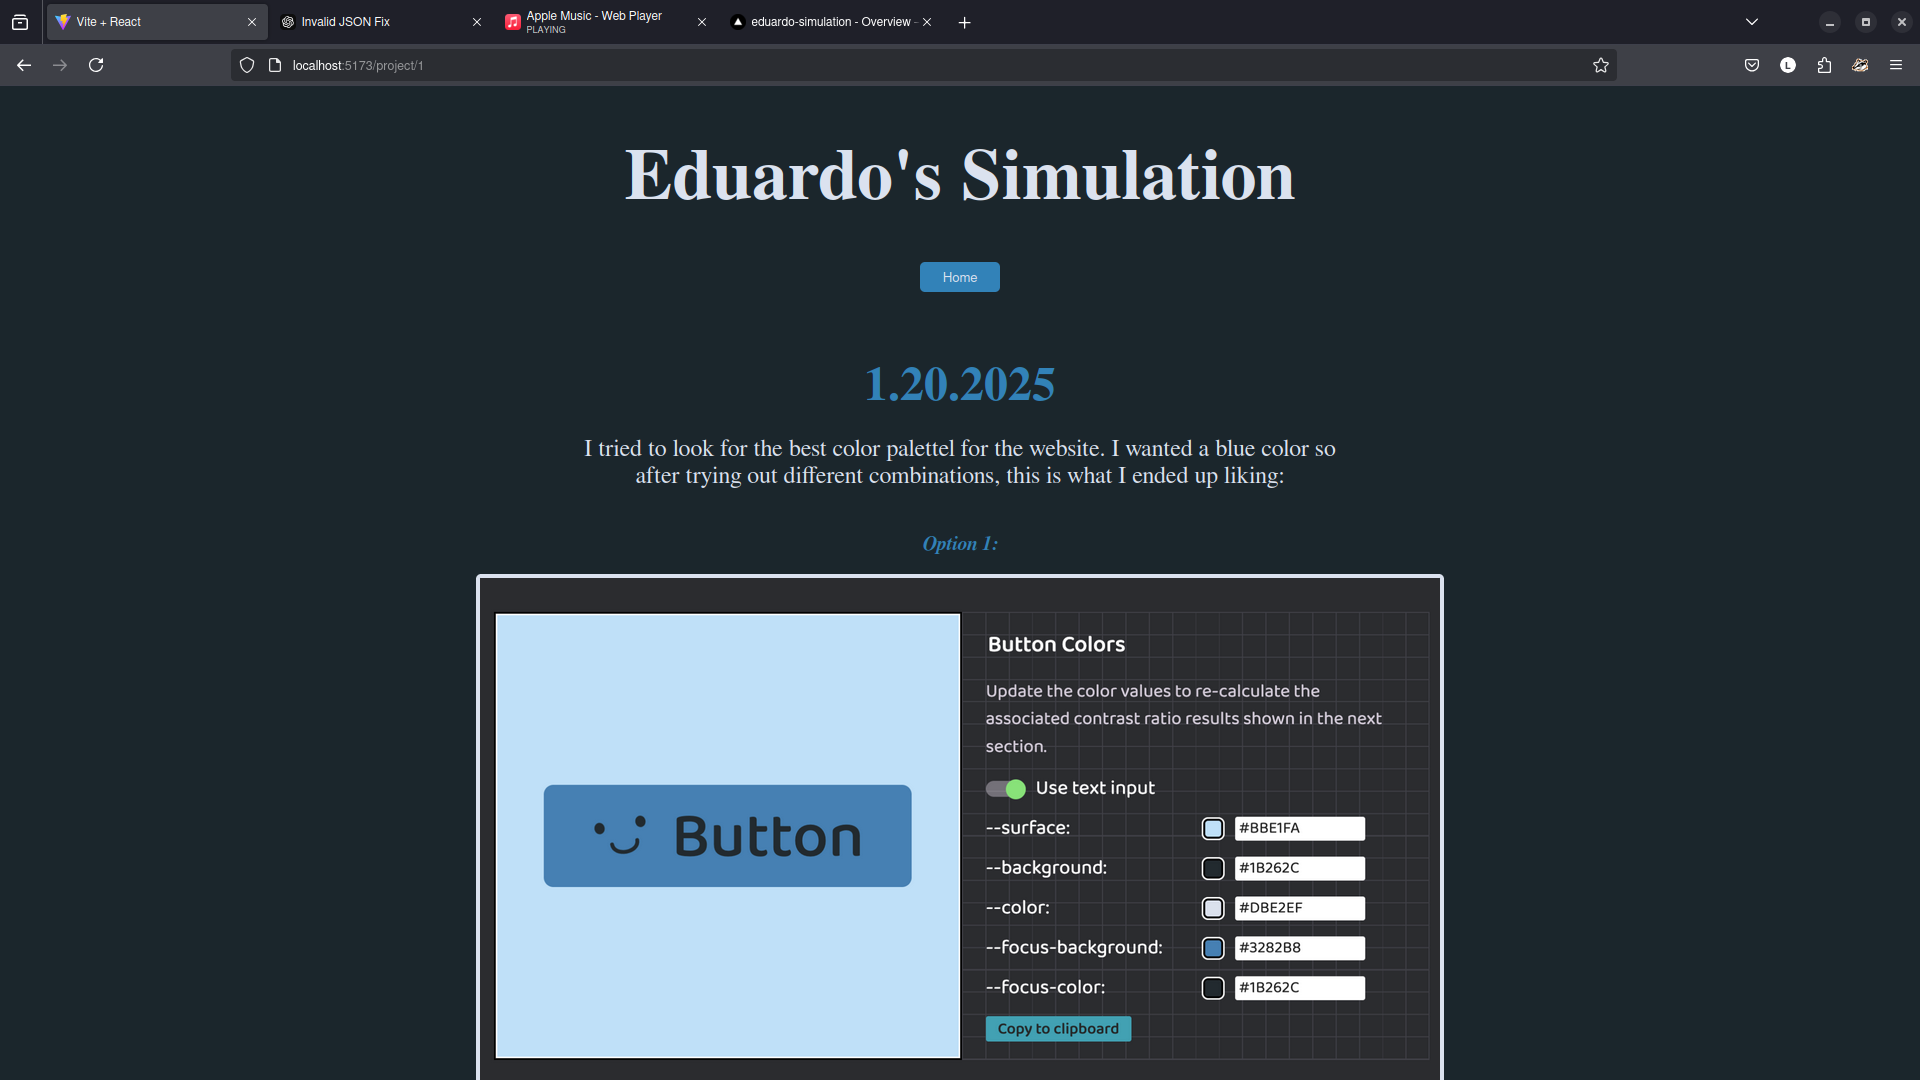 Vite + React
Invalid JSON Fix
Apple Music - Web Player
PLAYING
eduardo-simulation - Overview -
localhost:5173/project/1
L
Eduardo's Simulation
Home
1.20.2025
I tried to look for the best color palettel for the website. I wanted a blue color so
after trying out different combinations, this is what I ended up liking:
Option 1:
Button
Button Colors
Update the color values to re-calculate the
associated contrast ratio results shown in the next
section.
Use text input
--surface: #BBE1FA
--background: #1B262C
--color: #DBE2EF
--focus-background: #3282B8
--focus-color: #1B262C
Copy to clipboard